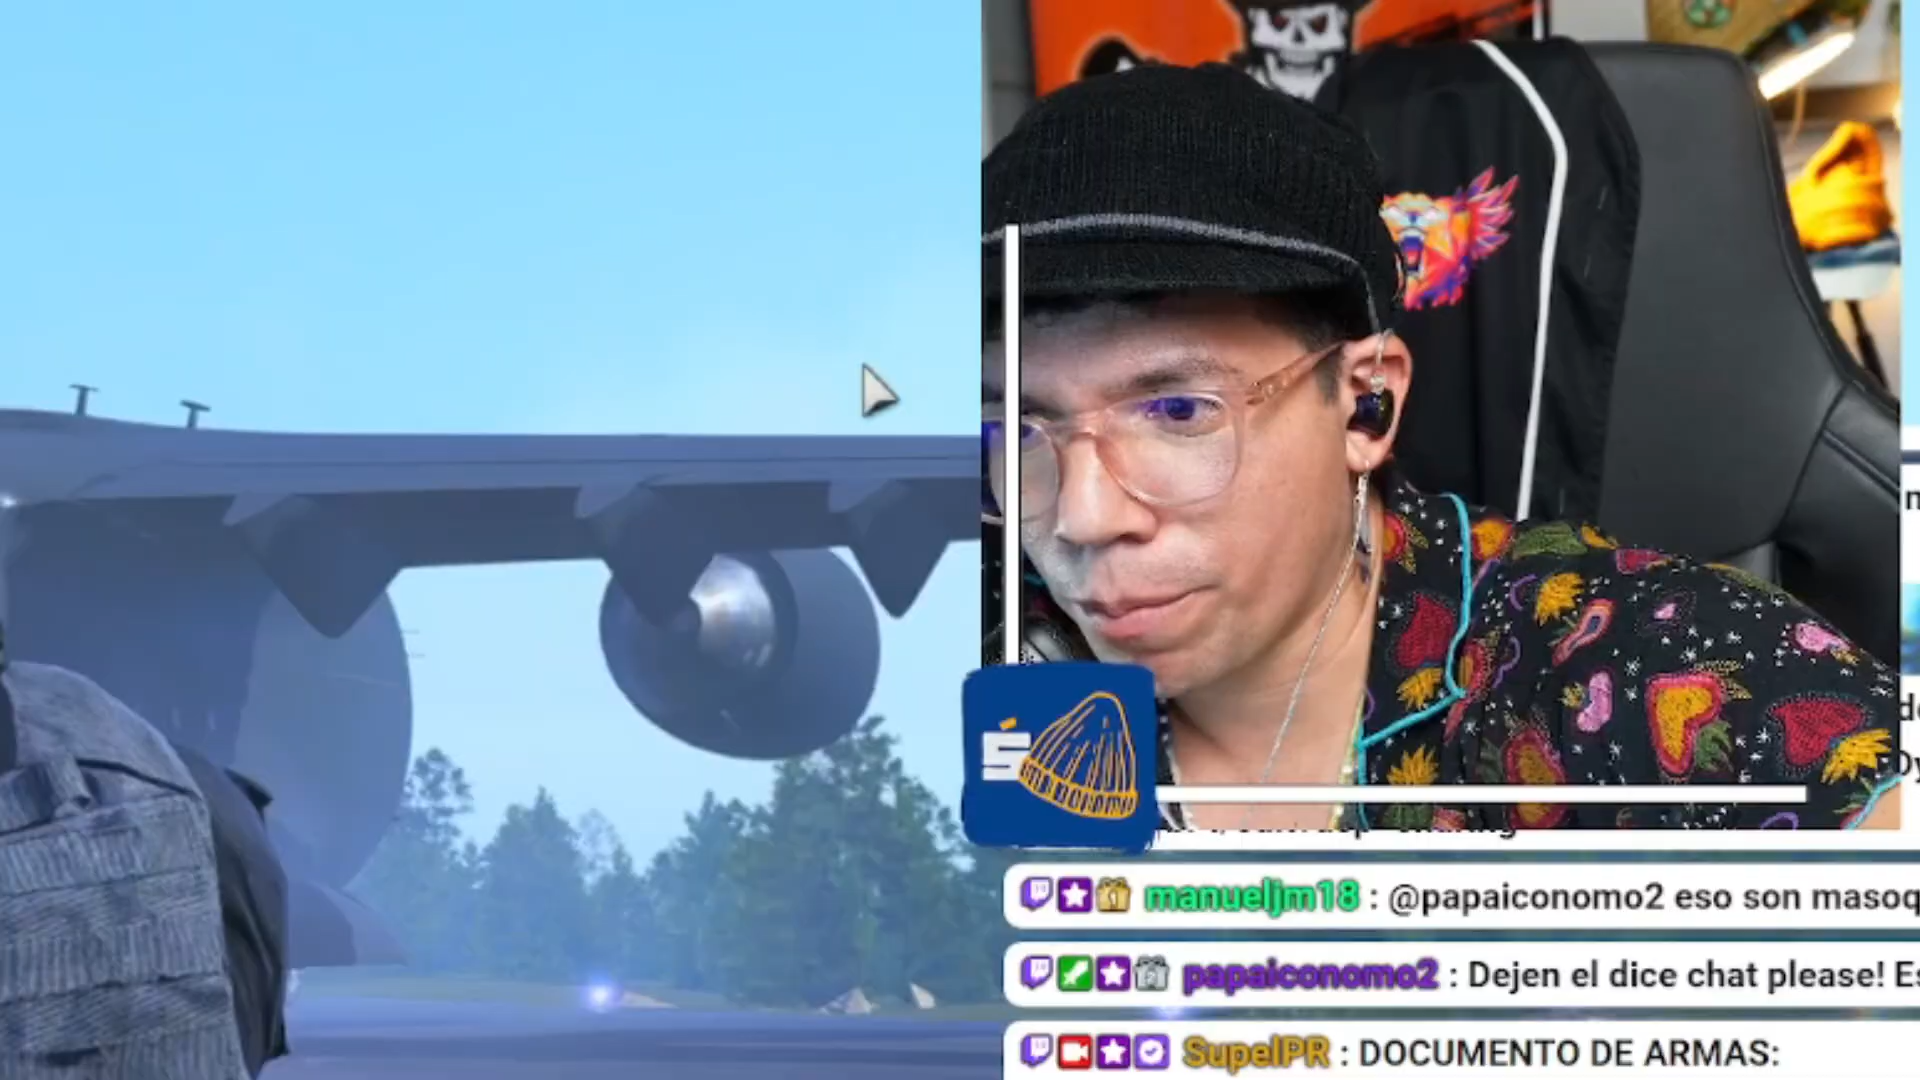 manueljm18 : @papaiconomo2 eso son masoq
papaiconomo2 : Dejen el dice chat please! Es
SupelPR : DOCUMENTO DE ARMAS: